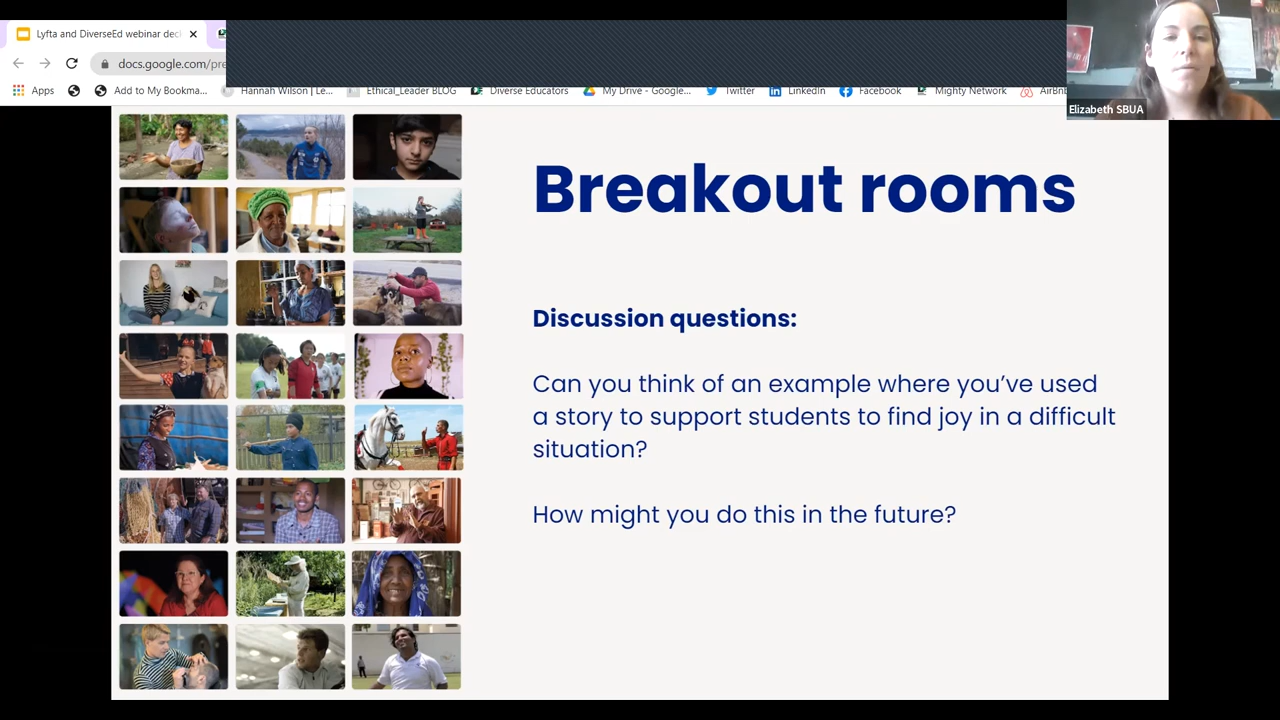 Lyfta and DiverseEd webinar dec
docs.google.com/pre
Apps
Add to My Bookma...
Hannah Wilson | Le...
Ethical_Leader BLOG
Diverse Educators
My Drive - Google...
Twitter
LinkedIn
Facebook
Mighty Network
AirBnb
Elizabeth SBUA
Breakout rooms
Discussion questions:
Can you think of an example where you’ve used
a story to support students to find joy in a difficult
situation?
How might you do this in the future?